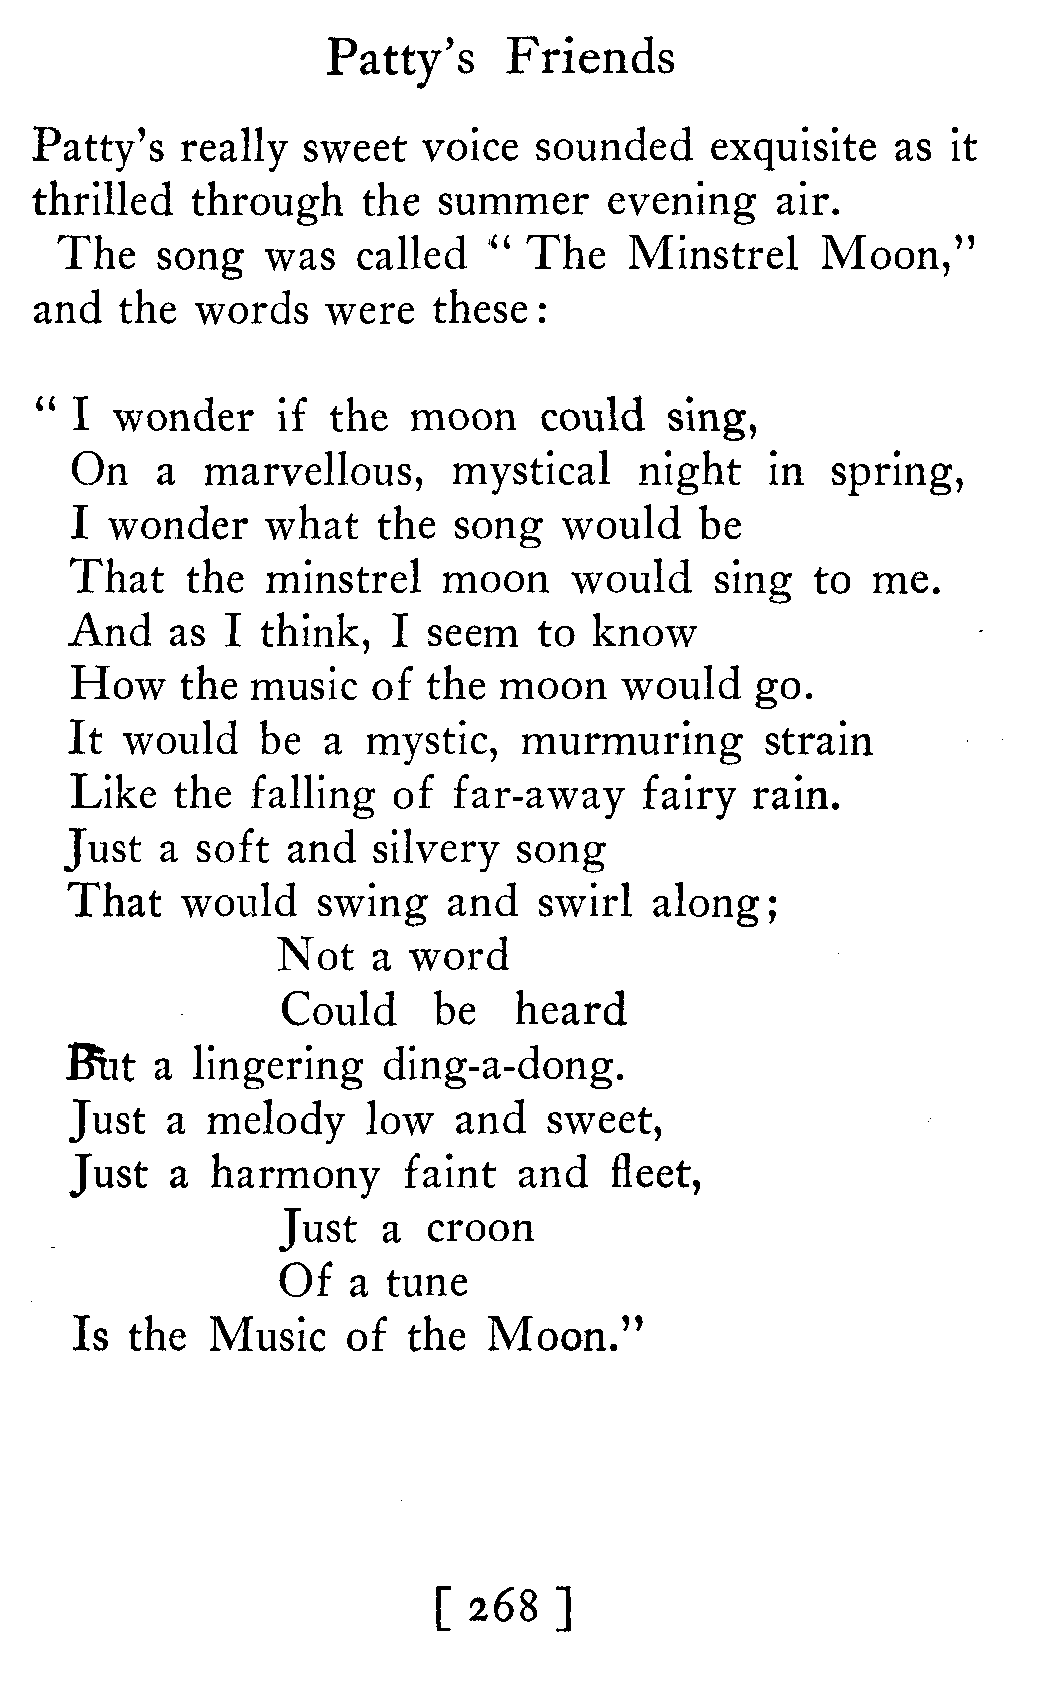 Patty's Friends
Patty's really sweet voice sounded exquisite as it
thrilled through the summer evening air.
The song was called “ The Minstrel Moon,”
and the words were these:
“ I wonder if the moon could sing,
On a marvellous, mystical night in spring,
I wonder what the song would be
That the minstrel moon would sing to me.
And as I think, I seem to know
How the music of the moon would go.
It would be a mystic, murmuring strain
Like the falling of far-away fairy rain.
Just a soft and silvery song
That would swing and swirl along;
Not a word
Could be heard
But a lingering ding-a-dong.
Just a melody low and sweet,
Just a harmony faint and fleet,
Just a croon
Of a tune
Is the Music of the Moon.”
[ 268 ]